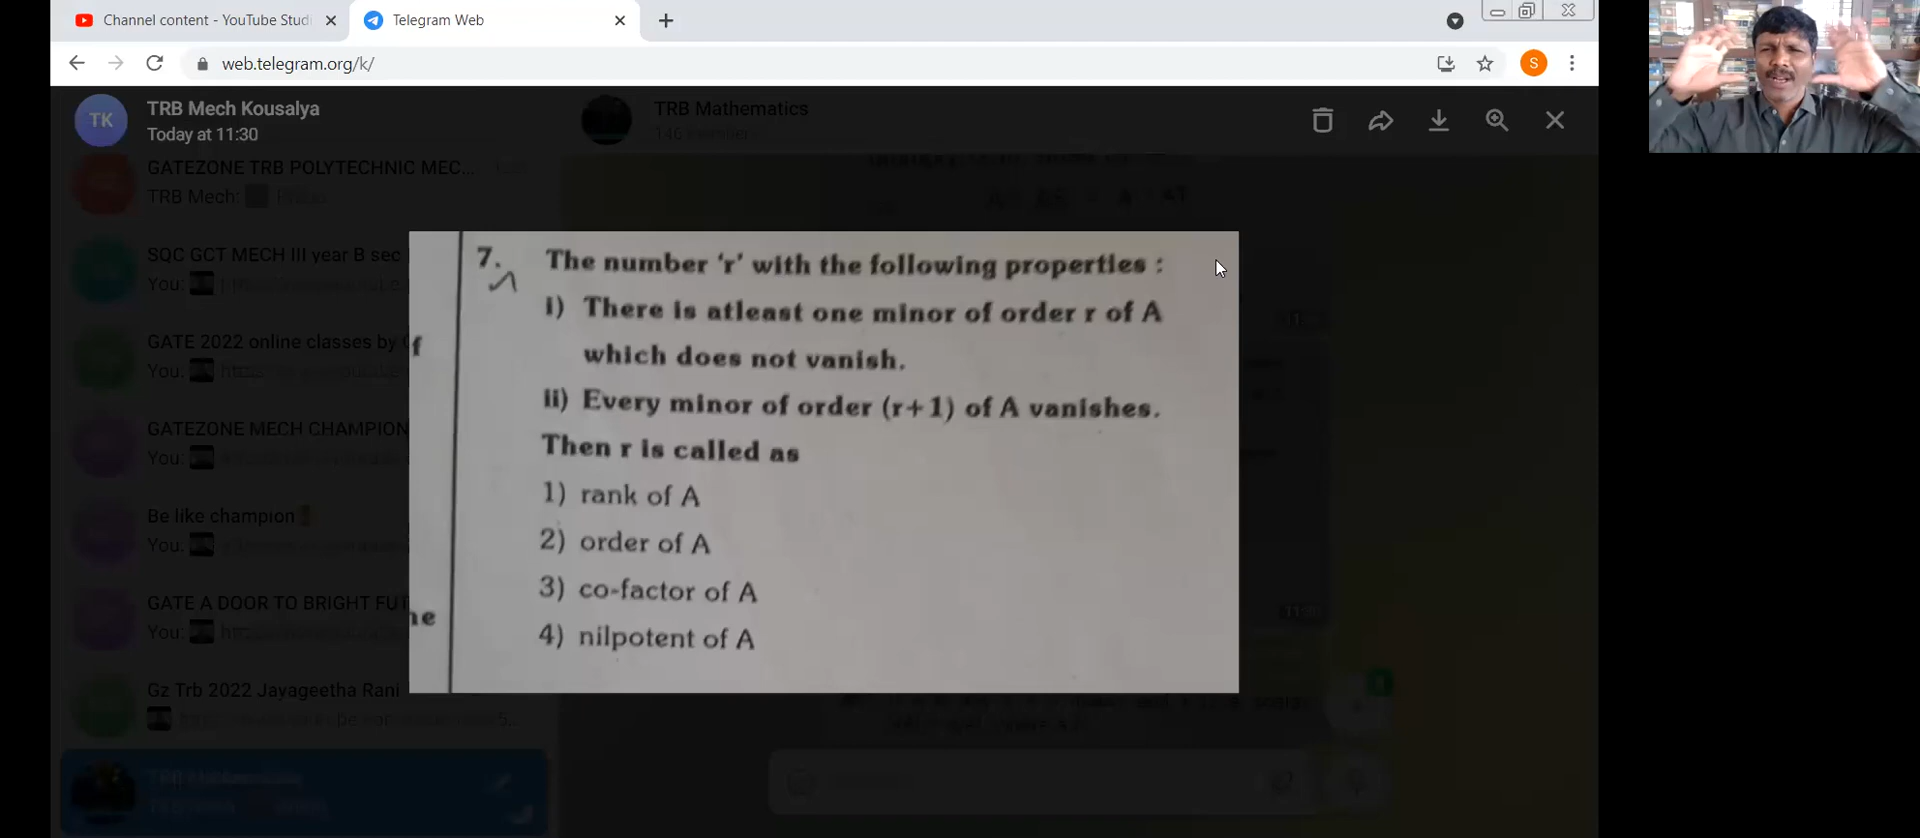 Channel content - YouTube Studi
Telegram Web
web.telegram.org/k/
S
TK
TRB Mech Kousalya
Today at 11:30
TRB Mathematics
146
GATEZONE TRB POLYTECHNIC MEC...
TRB Mech:
SQC GCT MECH III year B sec
You:
GATE 2022 online classes by G
You:
GATEZONE MECH CHAMPION
You:
Be like champion
You:
GATE A DOOR TO BRIGHT FUT
You:
Gz Trb 2022 Jayageetha Rani
f
he
7. The number 'r' with the following properties :
i) There is atleast one minor of order r of A
which does not vanish.
ii) Every minor of order (r+1) of A vanishes.
Then r is called as
1) rank of A
2) order of A
3) co-factor of A
4) nilpotent of A